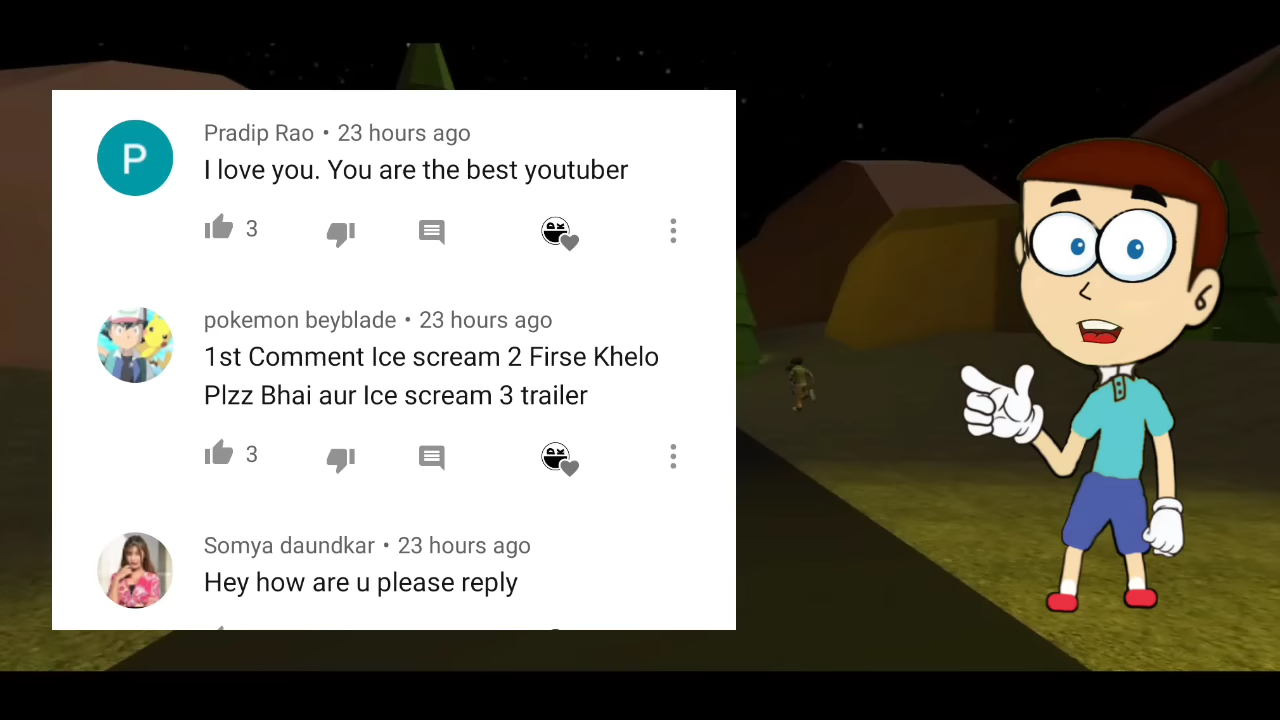 P
Pradip Rao • 23 hours ago
I love you. You are the best youtuber
3
pokemon beyblade • 23 hours ago
1st Comment Ice scream 2 Firse Khelo
Plzz Bhai aur Ice scream 3 trailer
3
Somya daundkar • 23 hours ago
Hey how are u please reply